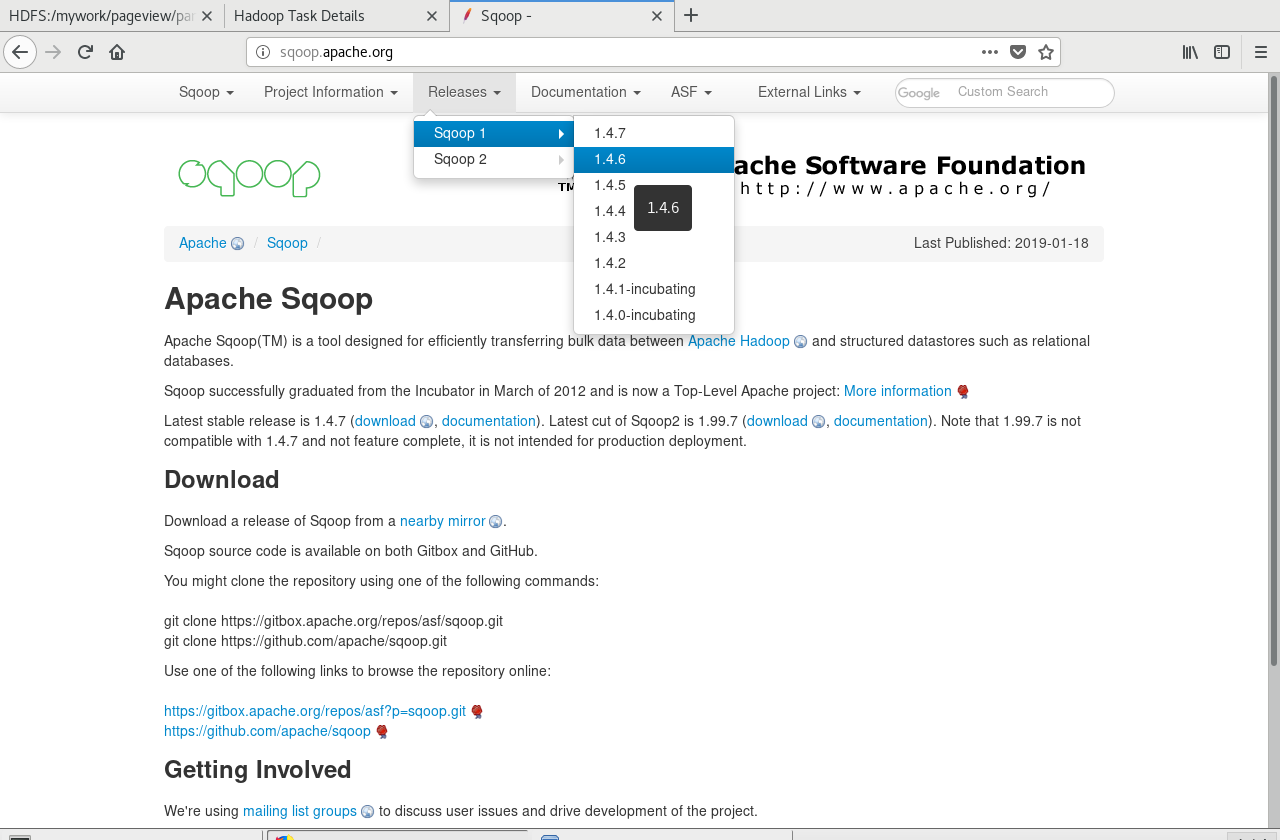 HDFS:/mywork/pageview/pa
Hadoop Task Details
Sqoop -
sqoop.apache.org
Sqoop
Project Information
Releases
Documentation
ASF
External Links
Google Custom Search
Sqoop 1
Sqoop 2
1.4.7
1.4.6
1.4.5
1.4.4
1.4.3
1.4.2
1.4.1-incubating
1.4.0-incubating
1.4.6
sqoop
TM
ache Software Foundation
http://www.apache.org/
Apache / Sqoop /
Last Published: 2019-01-18
Apache Sqoop
Apache Sqoop(TM) is a tool designed for efficiently transferring bulk data between Apache Hadoop and structured datastores such as relational
databases.
Sqoop successfully graduated from the Incubator in March of 2012 and is now a Top-Level Apache project: More information
Latest stable release is 1.4.7 (download , documentation). Latest cut of Sqoop2 is 1.99.7 (download , documentation). Note that 1.99.7 is not
compatible with 1.4.7 and not feature complete, it is not intended for production deployment.
Download
Download a release of Sqoop from a nearby mirror .
Sqoop source code is available on both Gitbox and GitHub.
You might clone the repository using one of the following commands:
git clone https://gitbox.apache.org/repos/asf/sqoop.git
git clone https://github.com/apache/sqoop.git
Use one of the following links to browse the repository online:
https://gitbox.apache.org/repos/asf?p=sqoop.git
https://github.com/apache/sqoop
Getting Involved
We're using mailing list groups to discuss user issues and drive development of the project.